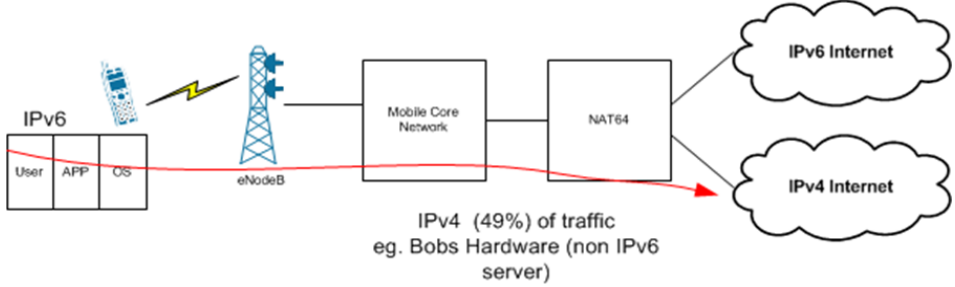 IPv6
User
APP
OS
eNodeB
Mobile Core
Network
NAT64
IPv6 Internet
IPv4 Internet
IPv4  (49%) of traffic
eg. Bobs Hardware (non IPv6
server)